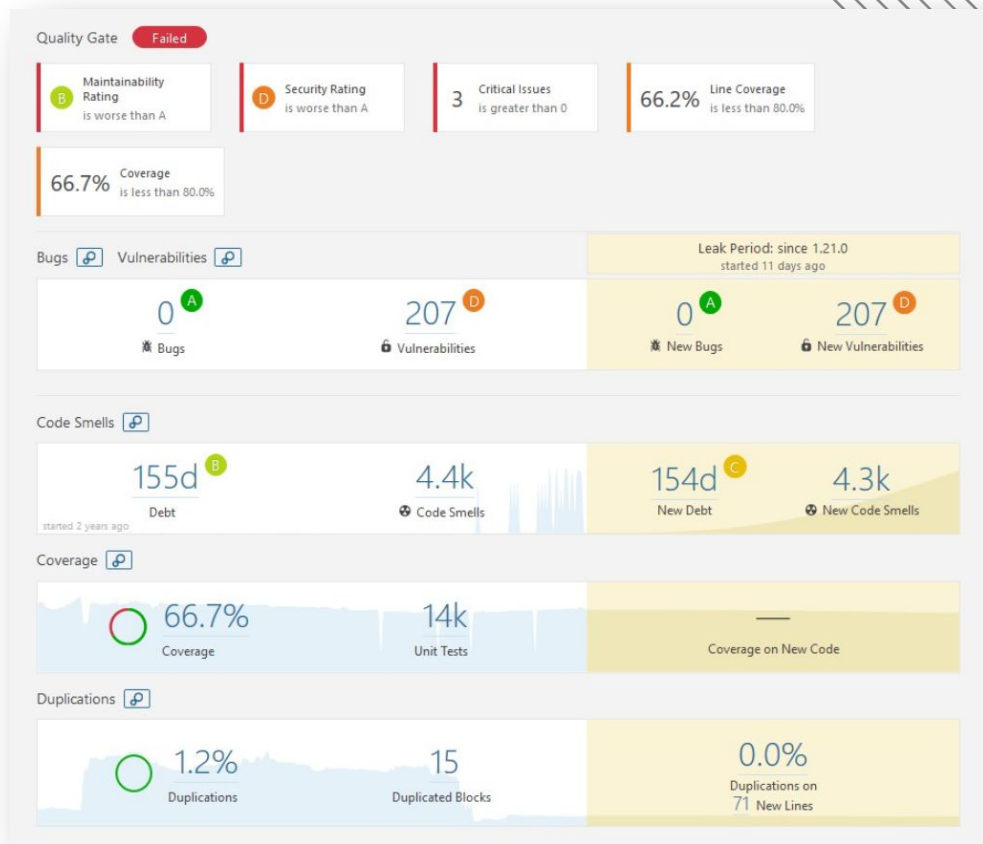 Quality Gate Failed
B Maintainability
Rating
is worse than A
D Security Rating
is worse than A
3 Critical Issues
is greater than 0
66.2% Line Coverage
is less than 80.0%
66.7% Coverage
is less than 80.0%
Bugs Vulnerabilities
Leak Period: since 1.21.0
started 11 days ago
0 A
Bugs
207 D
Vulnerabilities
0 A
New Bugs
207 D
New Vulnerabilities
Code Smells
155d B
Debt
started 2 years ago
4.4k
Code Smells
154d C
New Debt
4.3k
New Code Smells
Coverage
66.7%
Coverage
14k
Unit Tests
—
Coverage on New Code
Duplications
1.2%
Duplications
15
Duplicated Blocks
0.0%
Duplications on
71 New Lines